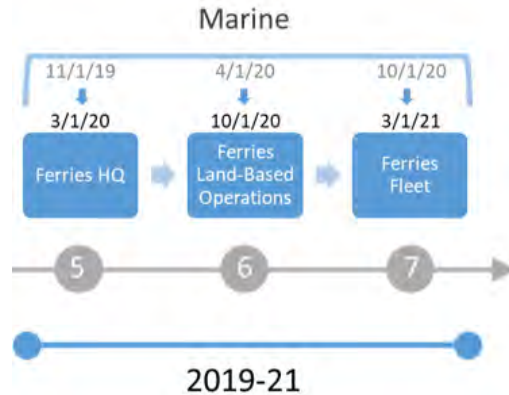 Marine
11/1/19 4/1/20 10/1/20
3/1/20 10/1/20 3/1/21
Ferries HQ
Ferries
Land-Based
Operations
Ferries
Fleet
5 6 7
2019-21